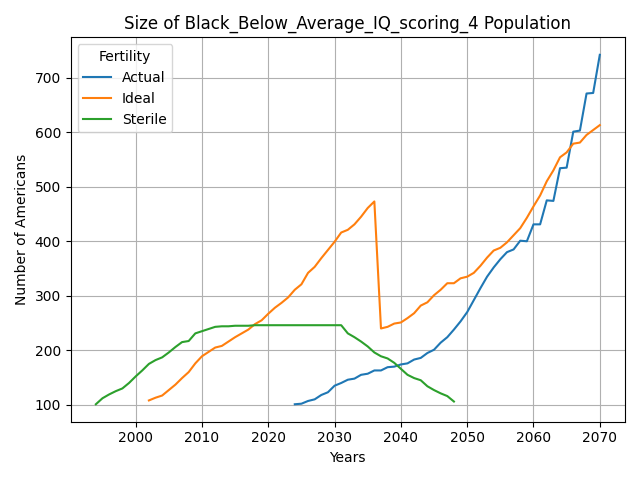 Size of Black_Below_Average_IQ_scoring_4 Population
Fertility
Actual
Ideal
Sterile
Number of Americans
700
600
500
400
300
200
100
2000 2010 2020 2030 2040 2050 2060 2070
Years